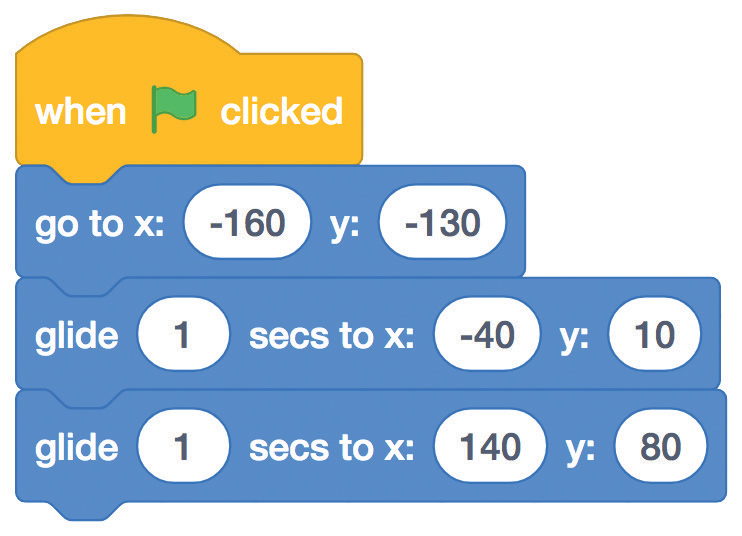 when clicked
go to x: -160 y: -130
glide 1 secs to x: -40 y: 10
glide 1 secs to x: 140 y: 80